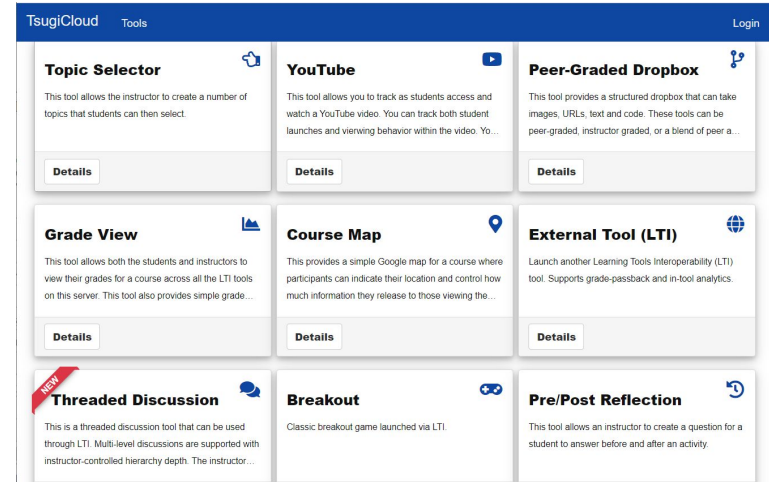 TsugiCloud Tools Login
Topic Selector
This tool allows the instructor to create a number of
topics that students can then select.
Details
YouTube
This tool allows you to track as students access and
watch a YouTube video. You can track both student
launches and vierwing behavior within the video. Yo...
Details
Peer-Graded Dropbox
This tool provides a structured dropbox that can take
images, URLs, text and code. These tools can be
peer-graded, instructor graded, or a blend of peer a...
Details
Grade View
This tool allows both the students and instructors to
view their grades for a course across all the LTI tools
on this server. This tool also provides simple grade...
Details
Course Map
This provides a simple Google map for a course where
participants can indicate their location and control how
much information they release to those viewing the...
Details
External Tool (LTI)
Launch another Learning Tools Interoperability (LTI)
tool. Supports grade-passback and in-tool analytics.
Details
NEW
Threaded Discussion
This is a threaded discussion tool that can be used
through LTI. Multi-level discussions are supported with
instructor-controlled hierarchy depth. The instructor...
Breakout
Classic breakout game launched via LTI.
Pre/Post Reflection
This tool allows an instructor to create a question for a
student to answer before and after an activity.